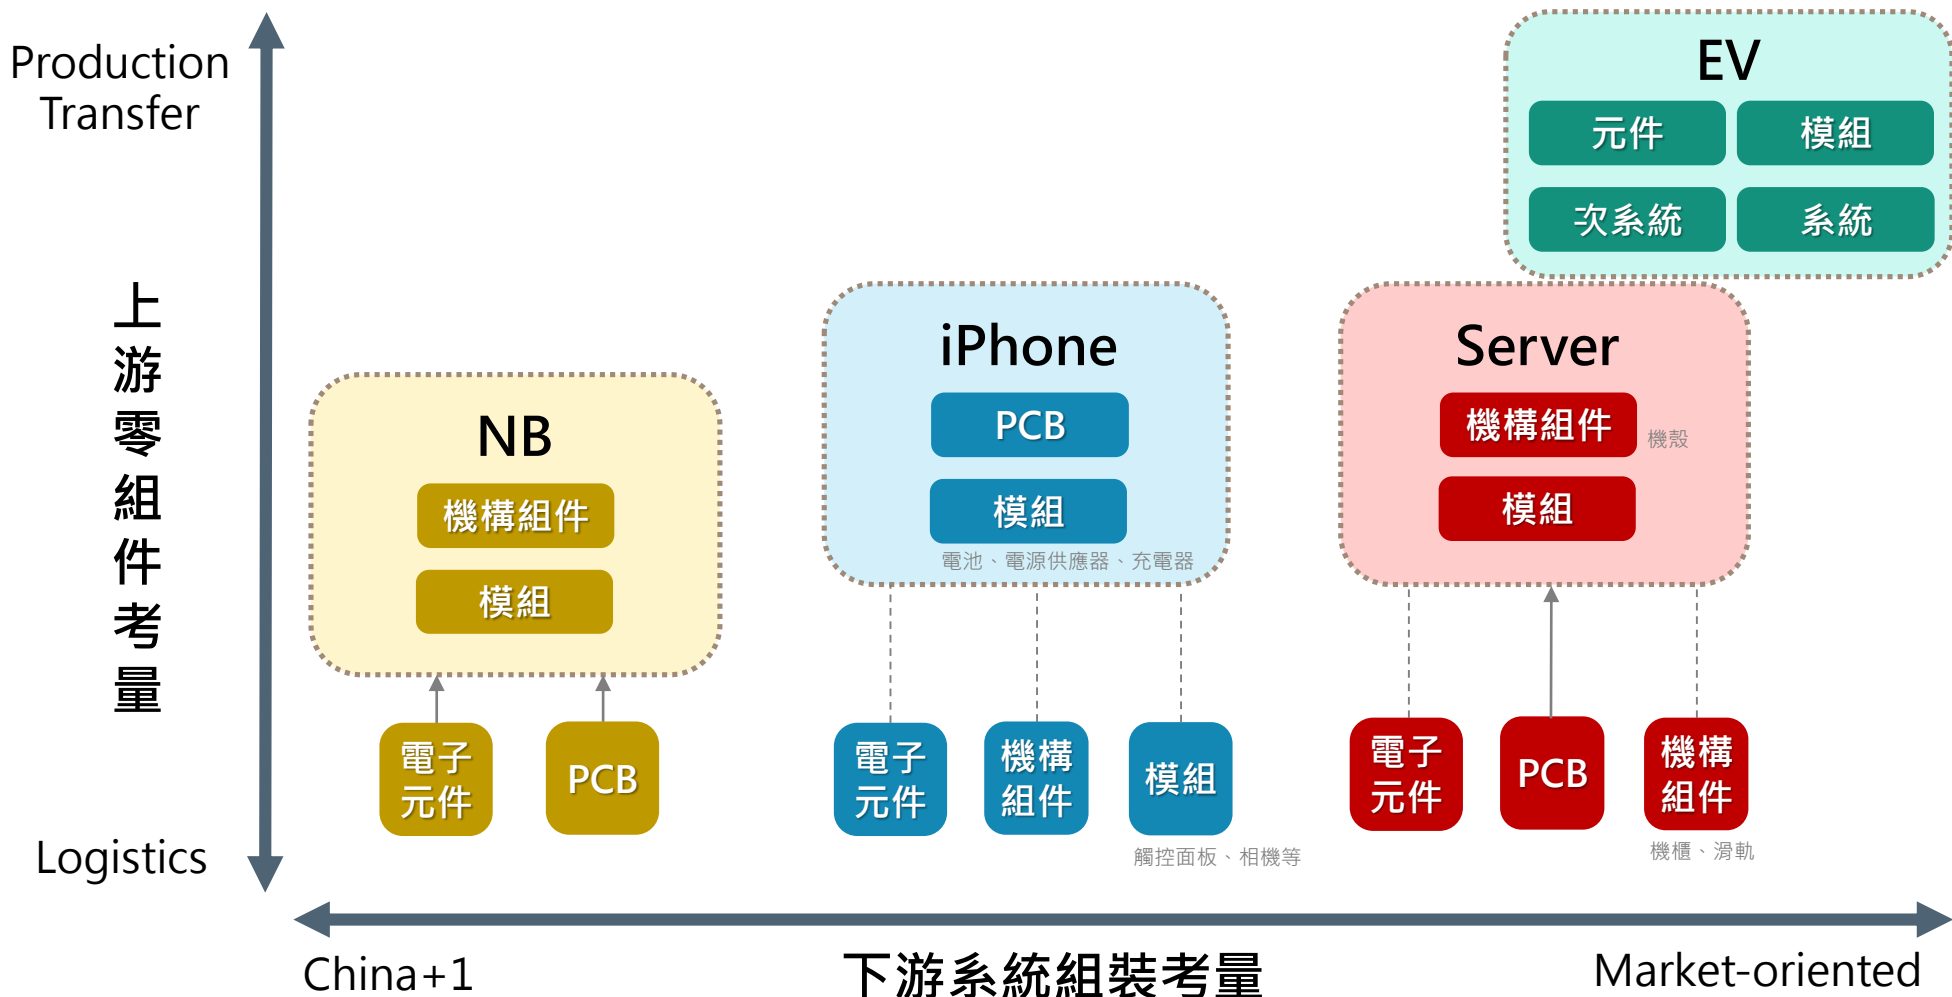 Production
Transfer
上
游
零
組
件
考
量
Logistics
EV
元件
模組
次系統
系統
NB
機構組件
模組
電子
元件
PCB
iPhone
PCB
模組
電池、電源供應器、充電器
電子
元件
機構
組件
模組
觸控面板、相機等
Server
機構組件
機殼
模組
電子
元件
PCB
機構
組件
機櫃、滑軌
China+1
下游系統組裝考量
Market-oriented